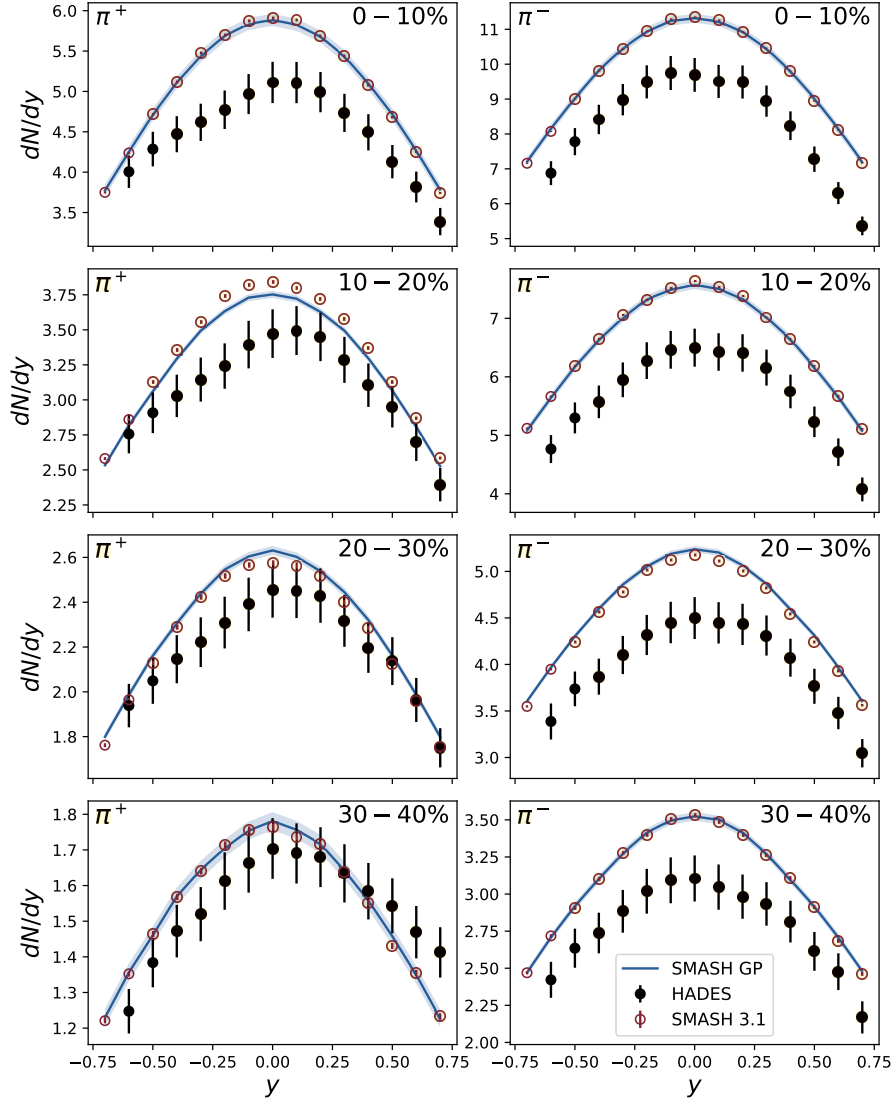 π⁺ 0 − 10%
dN/dy
6.0
5.5
5.0
4.5
4.0
3.5
π⁻ 0 − 10%
11
10
9
8
7
6
5
π⁺ 10 − 20%
dN/dy
3.75
3.50
3.25
3.00
2.75
2.50
2.25
π⁻ 10 − 20%
7
6
5
4
π⁺ 20 − 30%
dN/dy
2.6
2.4
2.2
2.0
1.8
π⁻ 20 − 30%
5.0
4.5
4.0
3.5
3.0
π⁺ 30 − 40%
dN/dy
1.8
1.7
1.6
1.5
1.4
1.3
1.2
π⁻ 30 − 40%
3.50
3.25
3.00
2.75
2.50
2.25
2.00
SMASH GP
HADES
SMASH 3.1
−0.75 −0.50 −0.25 0.00 0.25 0.50 0.75
y
−0.75 −0.50 −0.25 0.00 0.25 0.50 0.75
y